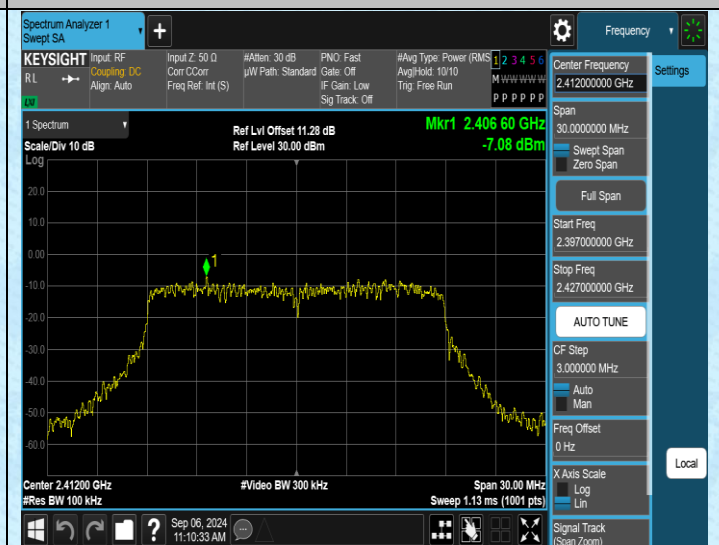 Spectrum Analyzer 1
Swept SA
Frequency
KEYSIGHT
RL
LXI
Input: RF
Coupling: DC
Align: Auto
Input Z: 50 Ω
Corr CCorr
Freq Ref: Int (S)
#Atten: 30 dB
µW Path: Standard
PNO: Fast
Gate: Off
IF Gain: Low
Sig Track: Off
#Avg Type: Power (RMS
Avg|Hold: 10/10
Trig: Free Run
1 2 3 4 5 6
M W W W W W
P P P P P P
1 Spectrum
Scale/Div 10 dB
Ref Lvl Offset 11.28 dB
Ref Level 30.00 dBm
Mkr1 2.406 60 GHz
-7.08 dBm
Log
20.0
10.0
0.00
-10.0
-20.0
-30.0
-40.0
-50.0
-60.0
1
Center 2.41200 GHz
#Res BW 100 kHz
#Video BW 300 kHz
Span 30.00 MHz
Sweep 1.13 ms (1001 pts)
Center Frequency
2.412000000 GHz
Span
30.0000000 MHz
Swept Span
Zero Span
Full Span
Start Freq
2.397000000 GHz
Stop Freq
2.427000000 GHz
AUTO TUNE
CF Step
3.000000 MHz
Auto
Man
Freq Offset
0 Hz
X Axis Scale
Log
Lin
Signal Track
(Span Zoom)
Settings
Local
?
Sep 06, 2024
11:10:33 AM